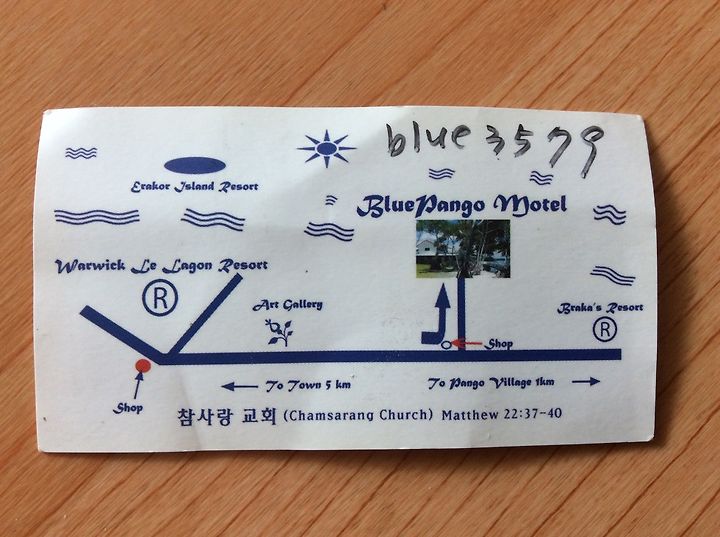 blue3579
Erakor Island Resort
BluePango Motel
Warwick Le Lagon Resort
R
Art Gallery
Braka's Resort
R
Shop
To Town 5 km
To Pango Village 1km
Shop
참사랑 교회 (Chamsarang Church) Matthew 22:37-40